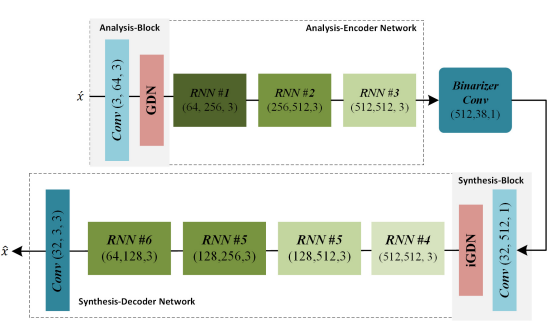 Analysis-Block
Analysis-Encoder Network
x́
Conv (3, 64, 3)
GDN
RNN #1
(64, 256, 3)
RNN #2
(256,512,3)
RNN #3
(512,512, 3)
Binarizer
Conv
(512,38,1)
Synthesis-Block
x̂
Conv (32, 3, 3)
RNN #6
(64,128,3)
RNN #5
(128,256,3)
RNN #5
(128,512,3)
RNN #4
(512,512, 3)
iGDN
Conv (32, 512, 1)
Synthesis-Decoder Network